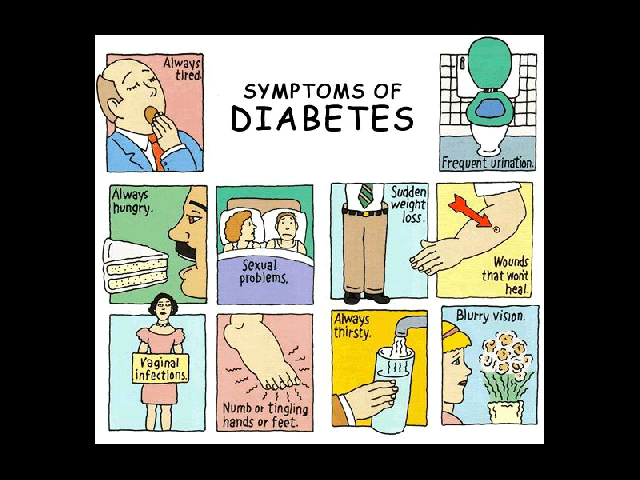 Always
tired.
SYMPTOMS OF
DIABETES
Frequent urination.
Always
hungry.
Sexual
problems.
Sudden
weight
loss.
Wounds
that won't
heal.
Vaginal
infections.
Numb or tingling
hands or feet.
Always
thirsty.
Blurry vision.